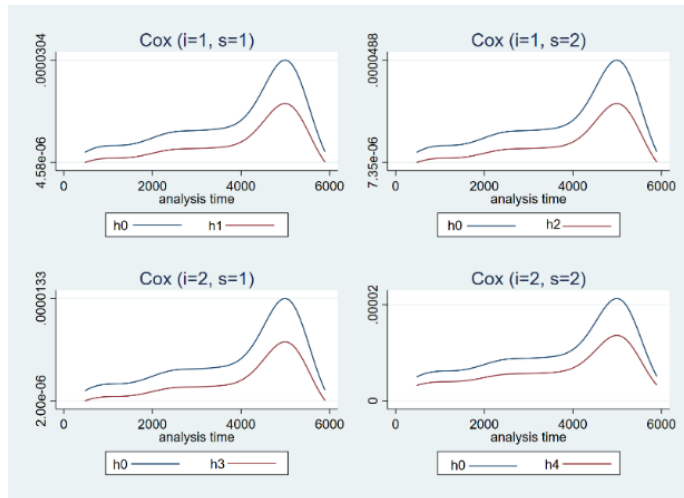 Cox (i=1, s=1)
.0000304
4.58e-06
0 2000 4000 6000
analysis time
h0 h1
Cox (i=1, s=2)
.0000488
7.35e-06
0 2000 4000 6000
analysis time
h0 h2
Cox (i=2, s=1)
.0000133
2.00e-06
0 2000 4000 6000
analysis time
h0 h3
Cox (i=2, s=2)
.00002
0
0 2000 4000 6000
analysis time
h0 h4